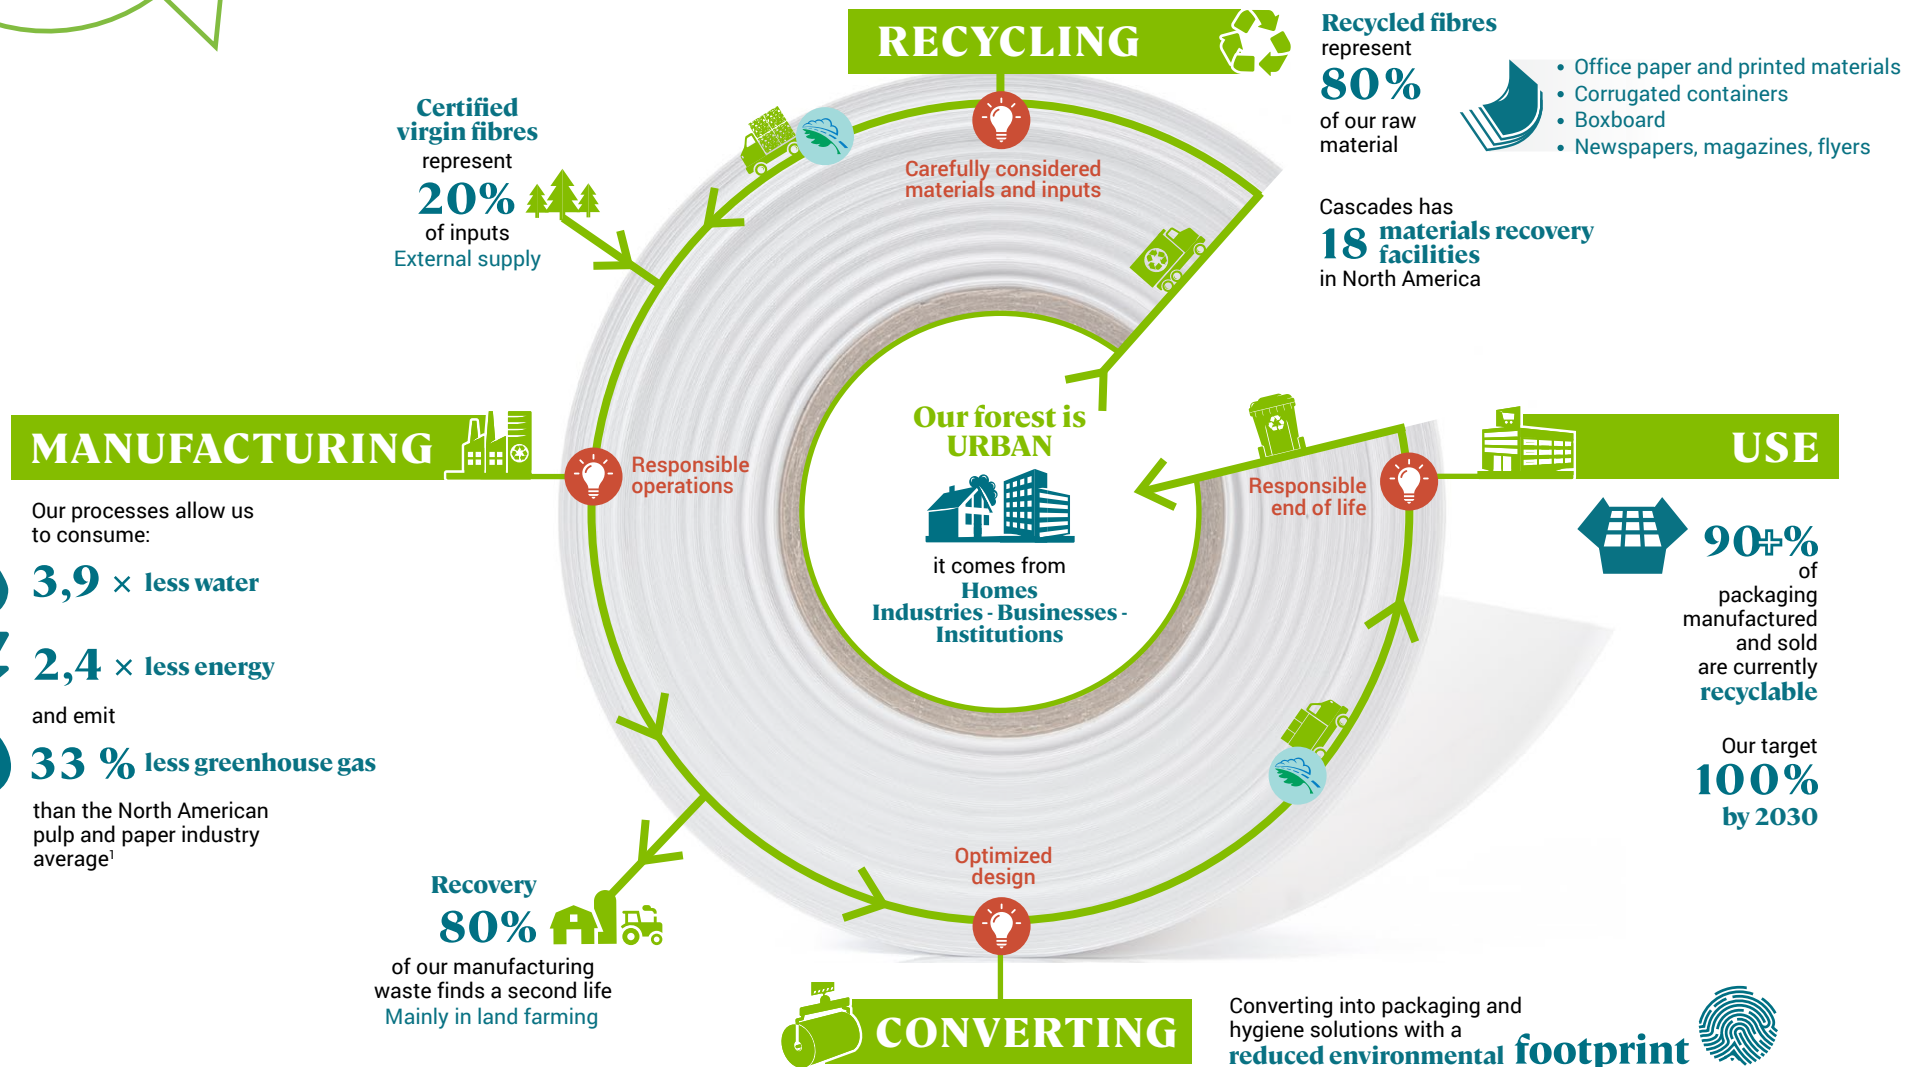 RECYCLING
Recycled fibres
represent
80%
of our raw
material
• Office paper and printed materials
• Corrugated containers
• Boxboard
• Newspapers, magazines, flyers
Cascades has
18 materials recovery
facilities
in North America
Certified
virgin fibres
represent
20%
of inputs
External supply
Carefully considered
materials and inputs
MANUFACTURING
Responsible
operations
Our processes allow us
to consume:
3,9 × less water
2,4 × less energy
and emit
33 % less greenhouse gas
than the North American
pulp and paper industry
average¹
Our forest is
URBAN
it comes from
Homes
Industries - Businesses -
Institutions
USE
Responsible
end of life
90+%
of
packaging
manufactured
and sold
are currently
recyclable
Our target
100%
by 2030
Recovery
80%
of our manufacturing
waste finds a second life
Mainly in land farming
Optimized
design
CONVERTING
Converting into packaging and
hygiene solutions with a
reduced environmental footprint